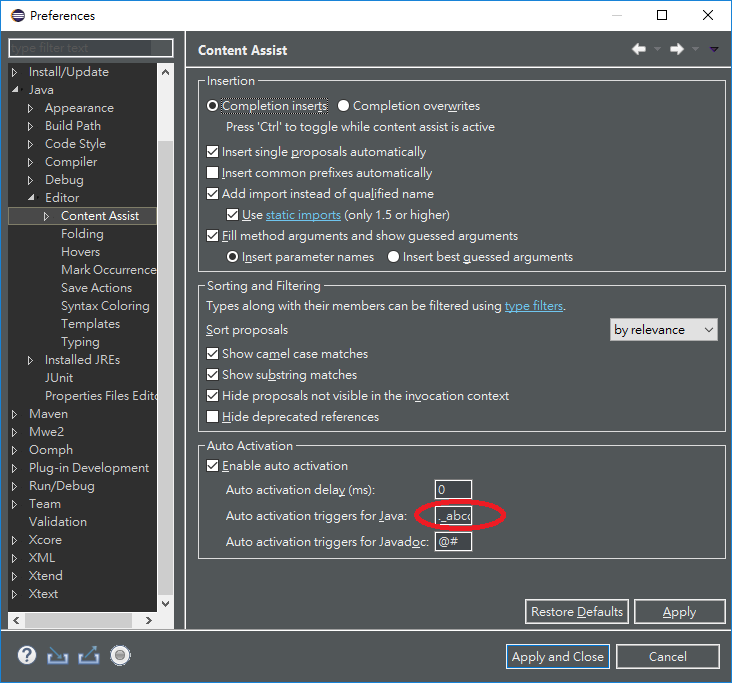 Preferences
type filter text
Install/Update
Java
Appearance
Build Path
Code Style
Compiler
Debug
Editor
Content Assist
Folding
Hovers
Mark Occurrence
Save Actions
Syntax Coloring
Templates
Typing
Installed JREs
JUnit
Properties Files Edito
Maven
Mwe2
Oomph
Plug-in Development
Run/Debug
Team
Validation
Xcore
XML
Xtend
Xtext
Content Assist
Insertion
Completion inserts Completion overwrites
Press 'Ctrl' to toggle while content assist is active
Insert single proposals automatically
Insert common prefixes automatically
Add import instead of qualified name
Use static imports (only 1.5 or higher)
Fill method arguments and show guessed arguments
Insert parameter names Insert best guessed arguments
Sorting and Filtering
Types along with their members can be filtered using type filters.
Sort proposals by relevance
Show camel case matches
Show substring matches
Hide proposals not visible in the invocation context
Hide deprecated references
Auto Activation
Enable auto activation
Auto activation delay (ms): 0
Auto activation triggers for Java: ._abc
Auto activation triggers for Javadoc: @#
Restore Defaults Apply
Apply and Close Cancel